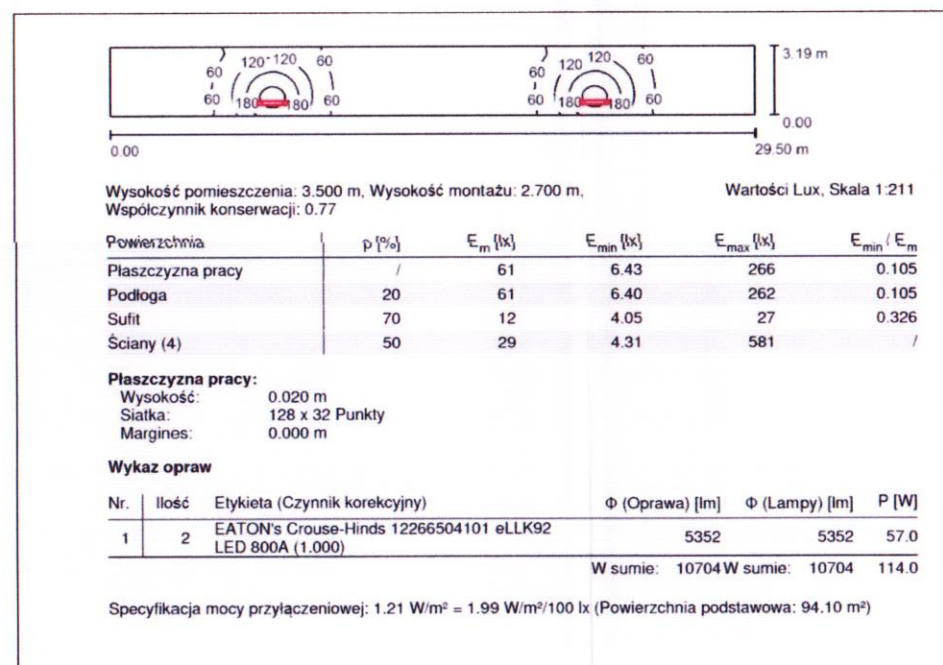 120 120 60 120 120 60
60 60
60 180 180 60 60 180 180 60
3.19 m
0.00
0.00 29.50 m
Wysokość pomieszczenia: 3.500 m, Wysokość montażu: 2.700 m, Wartości Lux, Skala 1:211
Współczynnik konserwacji: 0.77
Powierzchnia ρ [%] Em [lx] Emin [lx] Emax [lx] Emin / Em
Płaszczyzna pracy / 61 6.43 266 0.105
Podłoga 20 61 6.40 262 0.105
Sufit 70 12 4.05 27 0.326
Ściany (4) 50 29 4.31 581 /
Płaszczyzna pracy:
Wysokość: 0.020 m
Siatka: 128 x 32 Punkty
Margines: 0.000 m
Wykaz opraw
Nr. Ilość Etykieta (Czynnik korekcyjny) Φ (Oprawa) [lm] Φ (Lampy) [lm] P [W]
1 2 EATON's Crouse-Hinds 12266504101 eLLK92 5352 5352 57.0
LED 800A (1.000)
W sumie: 10704 W sumie: 10704 114.0
Specyfikacja mocy przyłączeniowej: 1.21 W/m² = 1.99 W/m²/100 lx (Powierzchnia podstawowa: 94.10 m²)